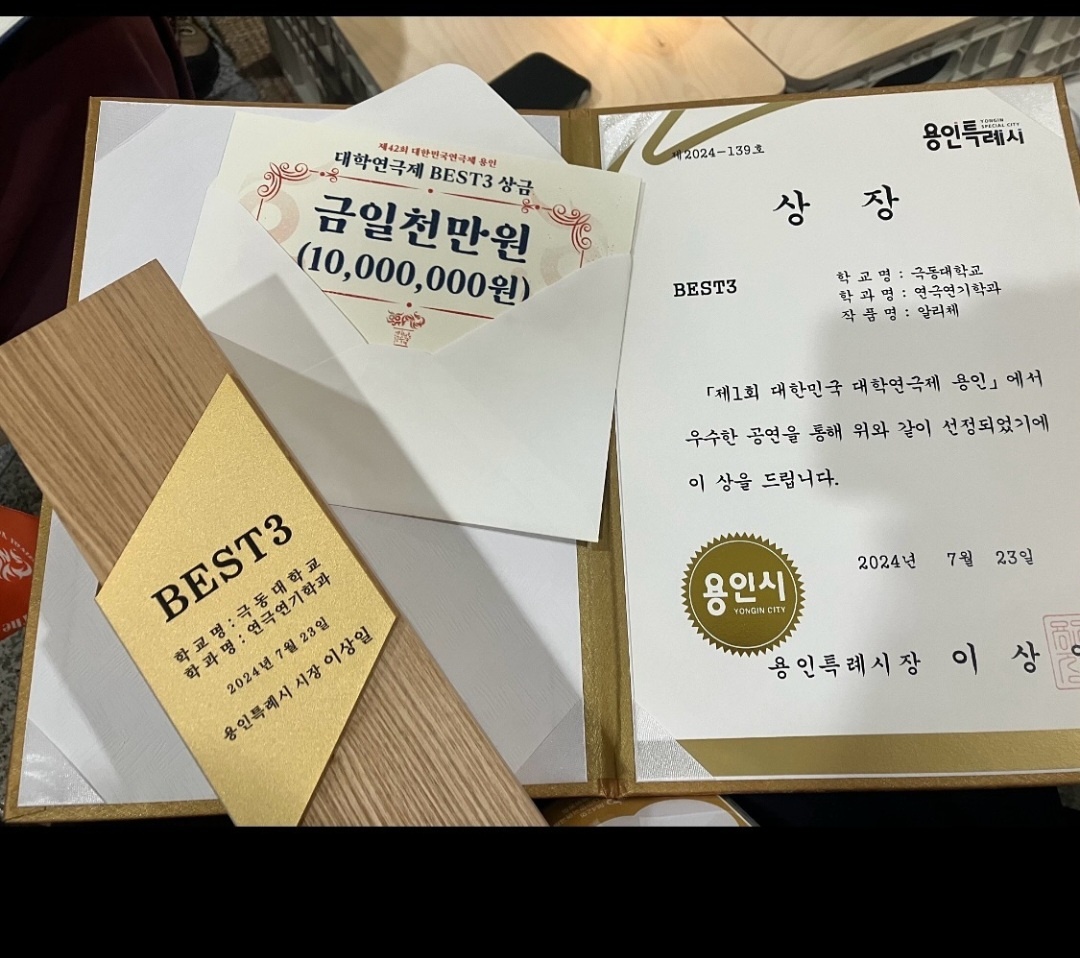 제42회 대한민국연극제 용인
대학연극제 BEST3 상금
금일천만원
(10,000,000원)
BEST3
학교명 : 극동대학교
학과명 : 연극연기학과
2024년 7월 23일
용인특례시 시장 이상일
제2024-139호
용인특례시
YONGIN
SPECIAL CITY
상 장
BEST3
학 교 명 : 극동대학교
학 과 명 : 연극연기학과
작 품 명 : 알리체
「제1회 대한민국 대학연극제 용인」에서
우수한 공연을 통해 위와 같이 선정되었기에
이 상을 드립니다.
2024년 7월 23일
용인시
YONGIN CITY
용인특례시장 이 상